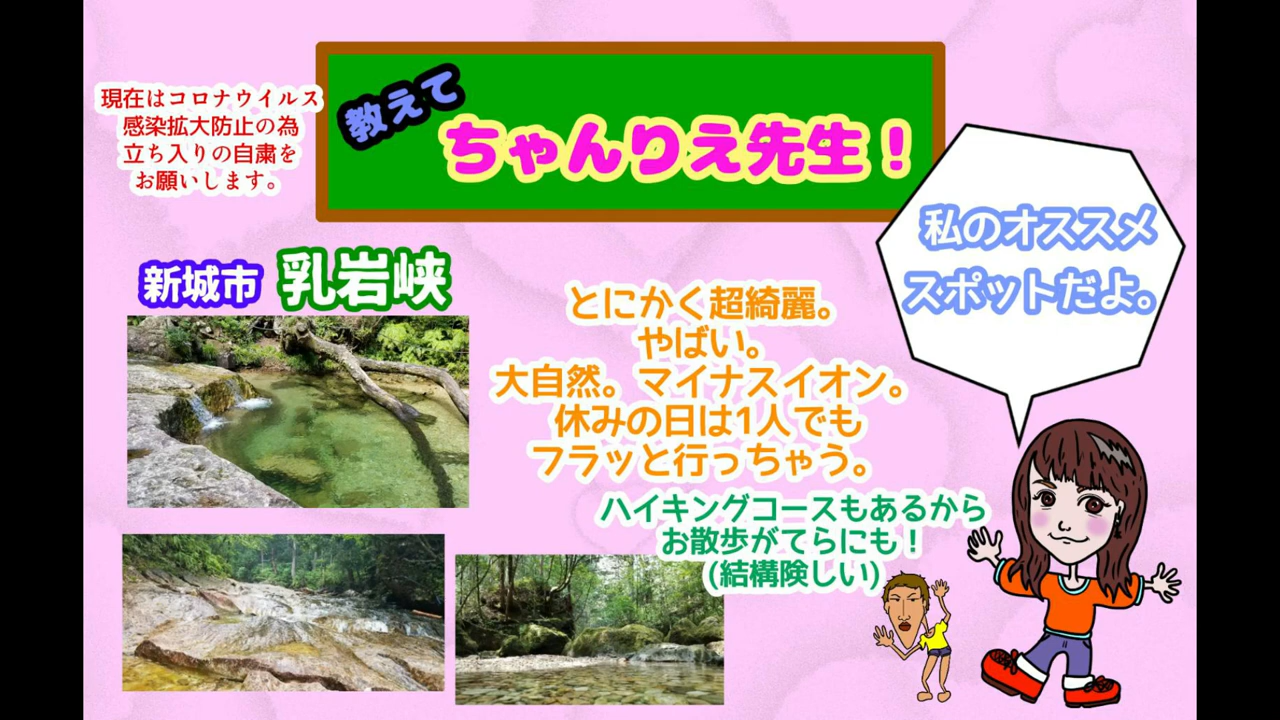 現在はコロナウイルス
感染拡大防止の為
立ち入りの自粛を
お願いします。
教えて
ちゃんりえ先生！
私のオススメ
スポットだよ。
新城市 乳岩峡
とにかく超綺麗。
やばい。
大自然。マイナスイオン。
休みの日は1人でも
フラッと行っちゃう。
ハイキングコースもあるから
お散歩がてらにも！
(結構険しい)